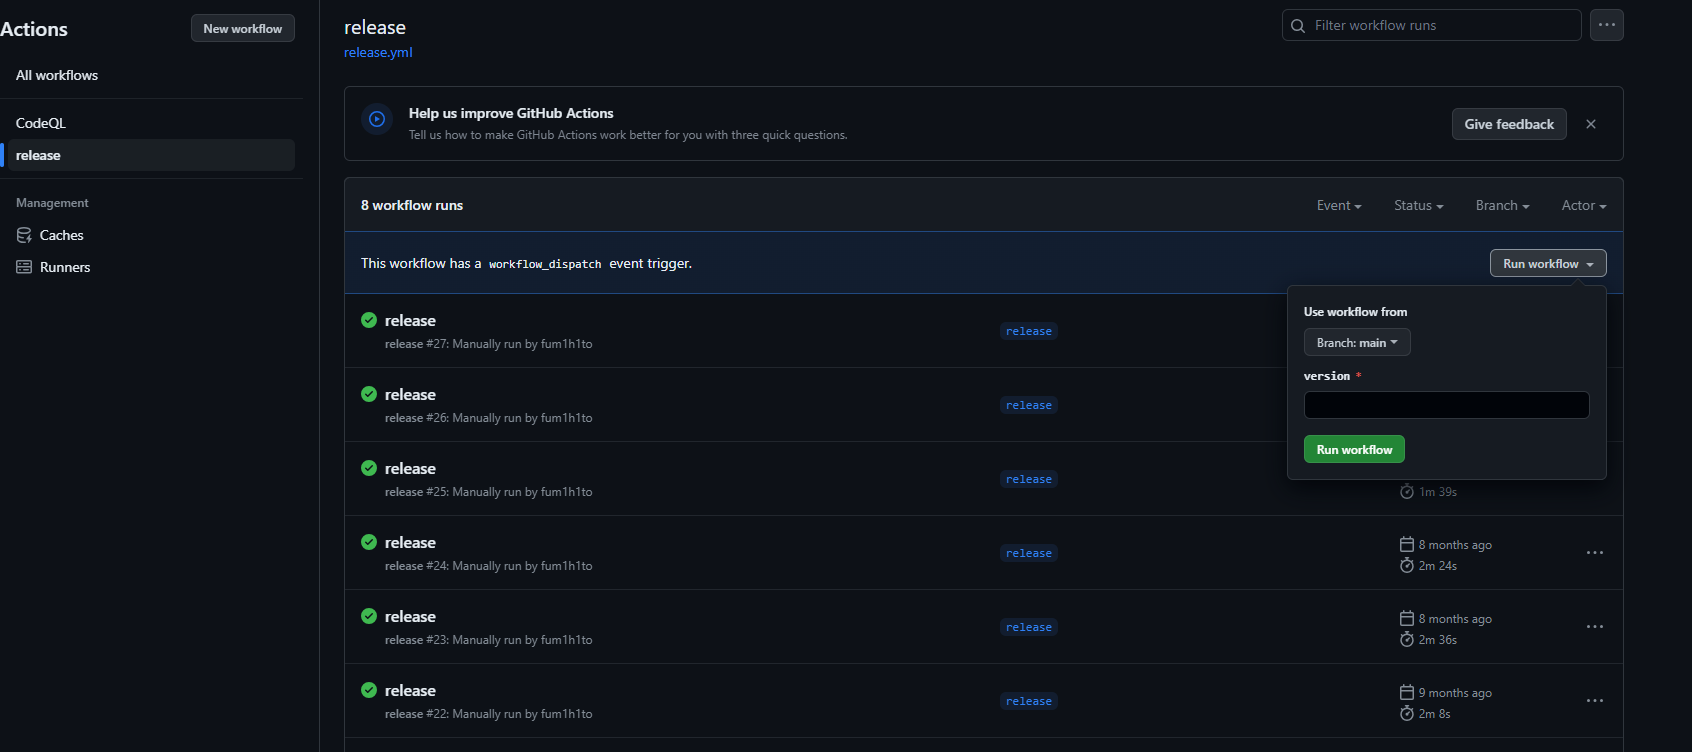 Actions
New workflow
All workflows
CodeQL
release
Management
Caches
Runners
release
release.yml
Filter workflow runs
Help us improve GitHub Actions
Tell us how to make GitHub Actions work better for you with three quick questions.
Give feedback
8 workflow runs
Event
Status
Branch
Actor
This workflow has a workflow_dispatch event trigger.
Run workflow
Use workflow from
Branch: main
version *
Run workflow
release
release #27: Manually run by fum1h1to
release
release
release #26: Manually run by fum1h1to
release
release
release #25: Manually run by fum1h1to
release
1m 39s
release
release #24: Manually run by fum1h1to
release
8 months ago
2m 24s
release
release #23: Manually run by fum1h1to
release
8 months ago
2m 36s
release
release #22: Manually run by fum1h1to
release
9 months ago
2m 8s